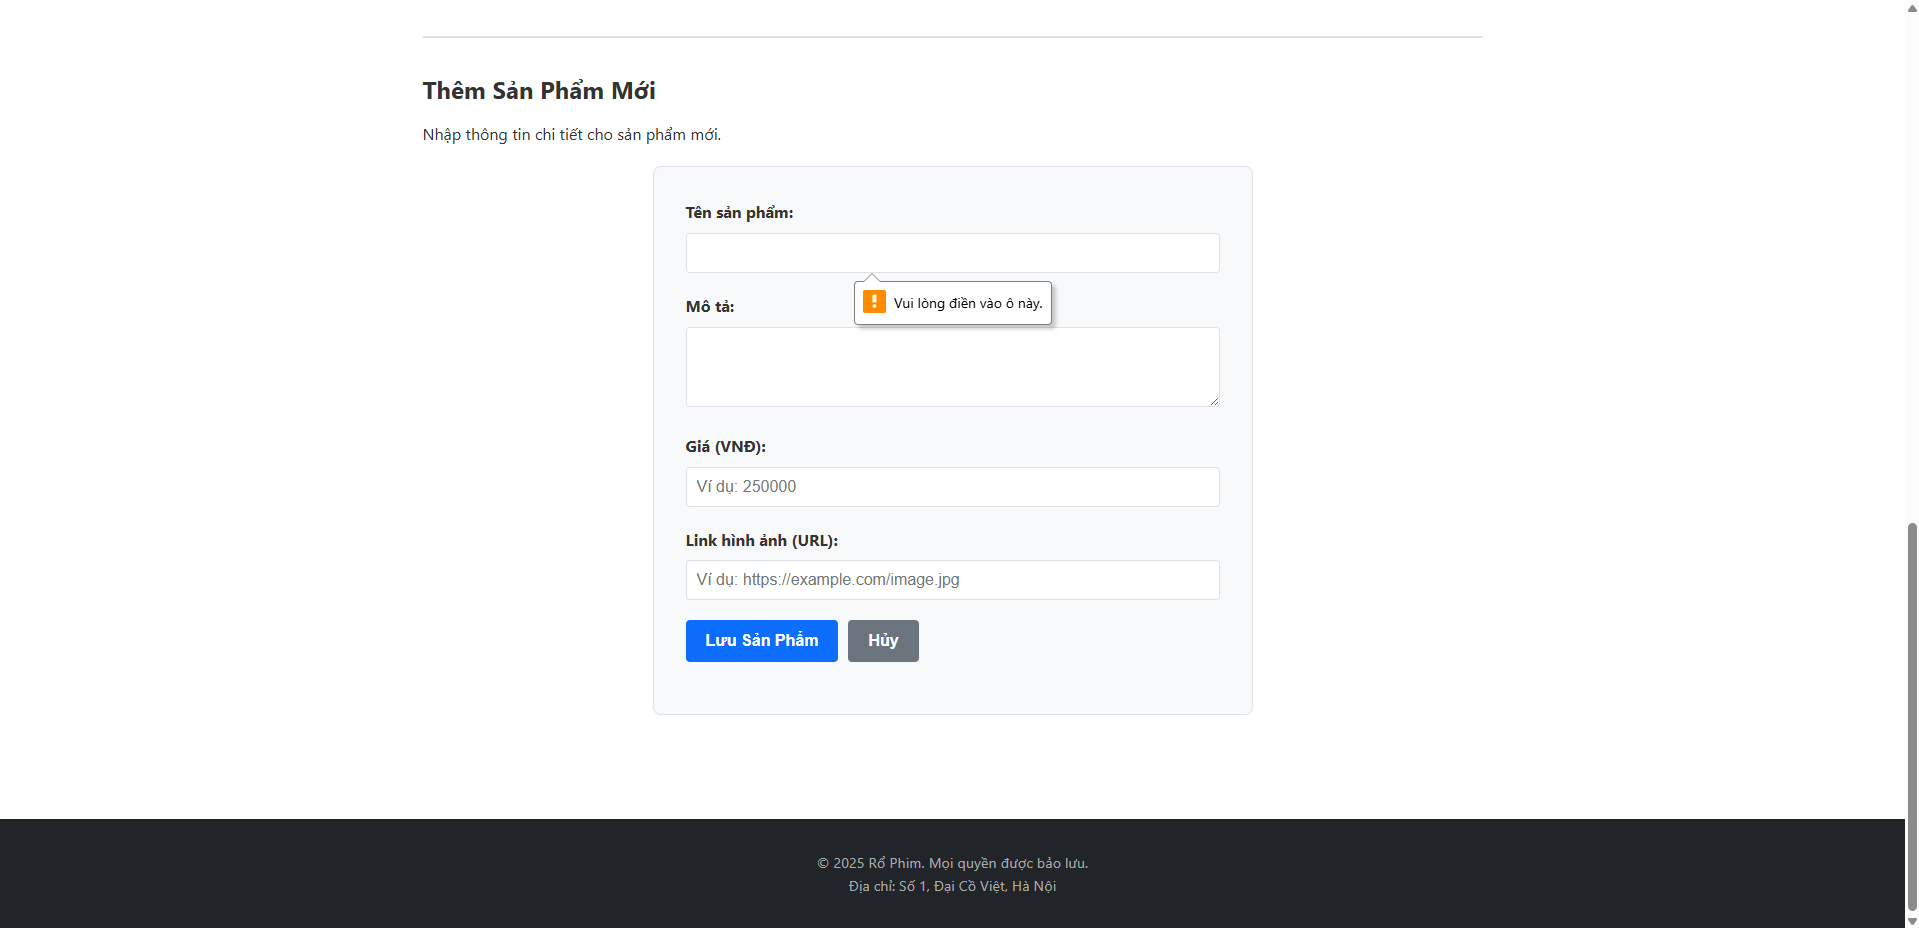 Thêm Sản Phẩm Mới
Nhập thông tin chi tiết cho sản phẩm mới.
Tên sản phẩm:
Vui lòng điền vào ô này.
Mô tả:
Giá (VNĐ):
Ví dụ: 250000
Link hình ảnh (URL):
Ví dụ: https://example.com/image.jpg
Lưu Sản Phẩm
Hủy
© 2025 Rổ Phim. Mọi quyền được bảo lưu.
Địa chỉ: Số 1, Đại Cồ Việt, Hà Nội